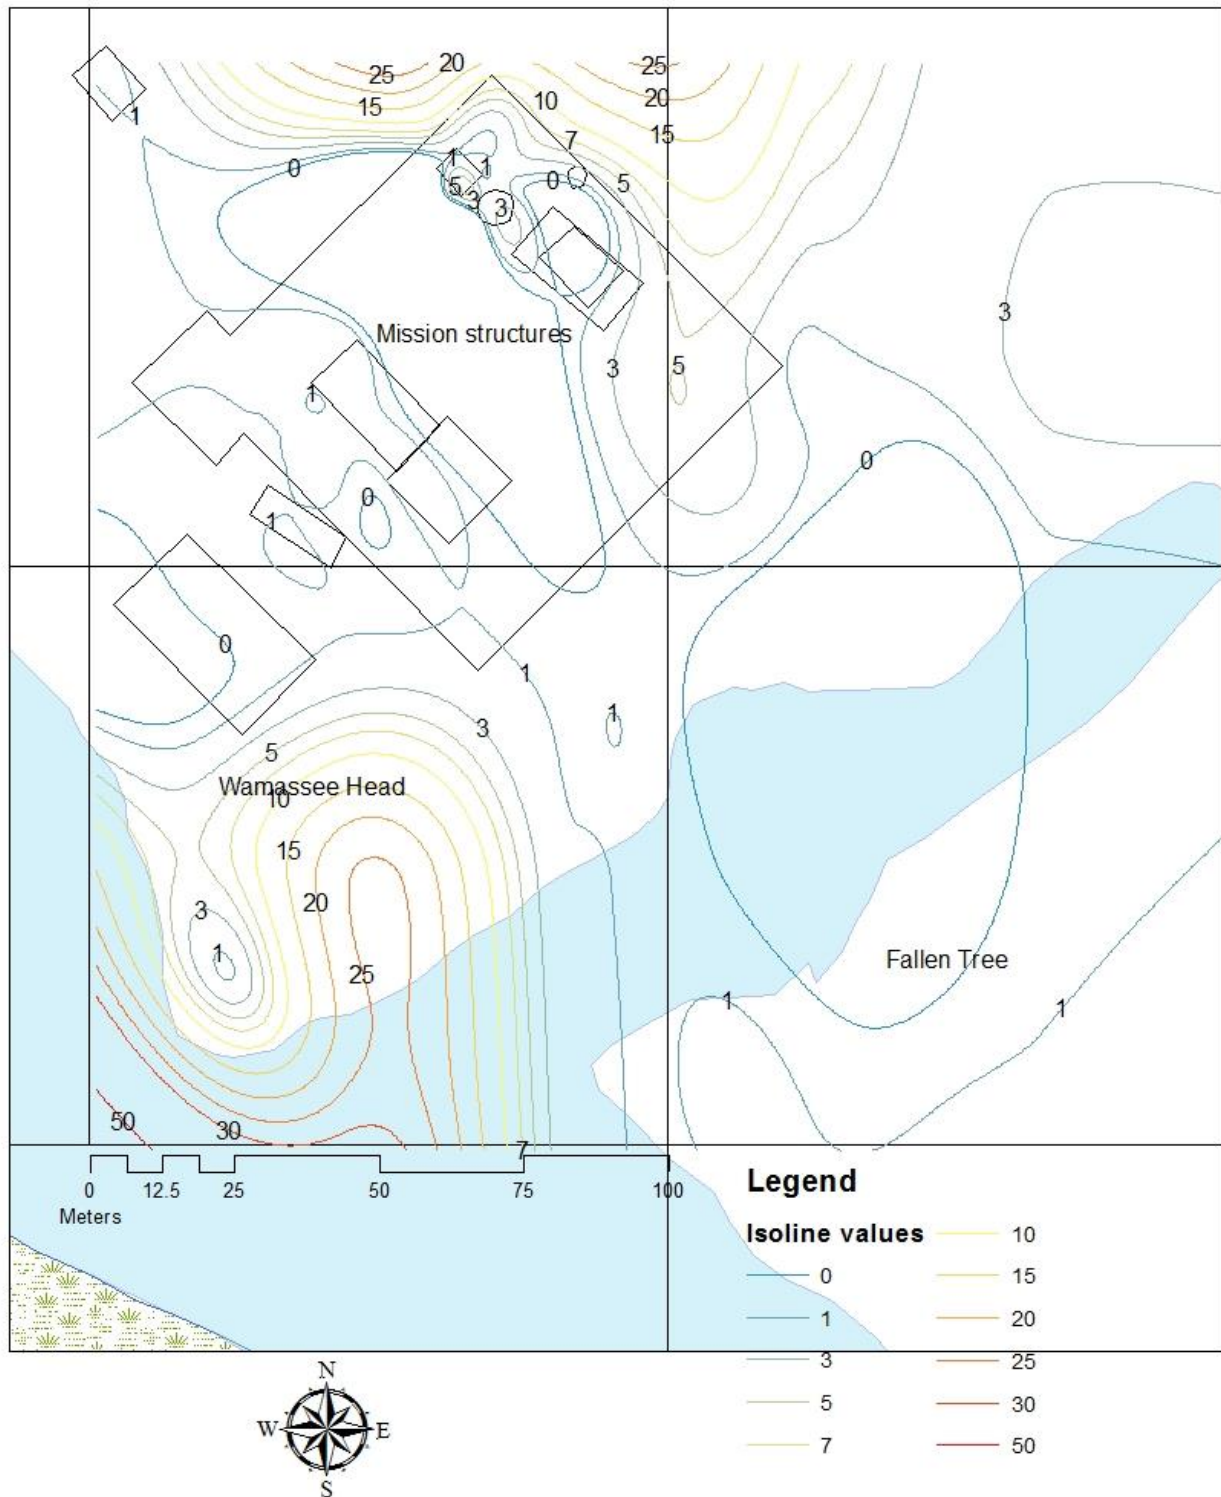 25 20 25
15 10 20
1 7 15
0 1 1 0 5
5 3 3
3
Mission structures
3 5
1
0 0
1
0 1
1 3
5
Wamassee Head
10
15
3 20
1 25 Fallen Tree
1 1
50 30 7
0 12.5 25 50 75 100
Meters
Legend
Isoline values 10
0 15
1 20
3 25
5 30
7 50
N
W E
S